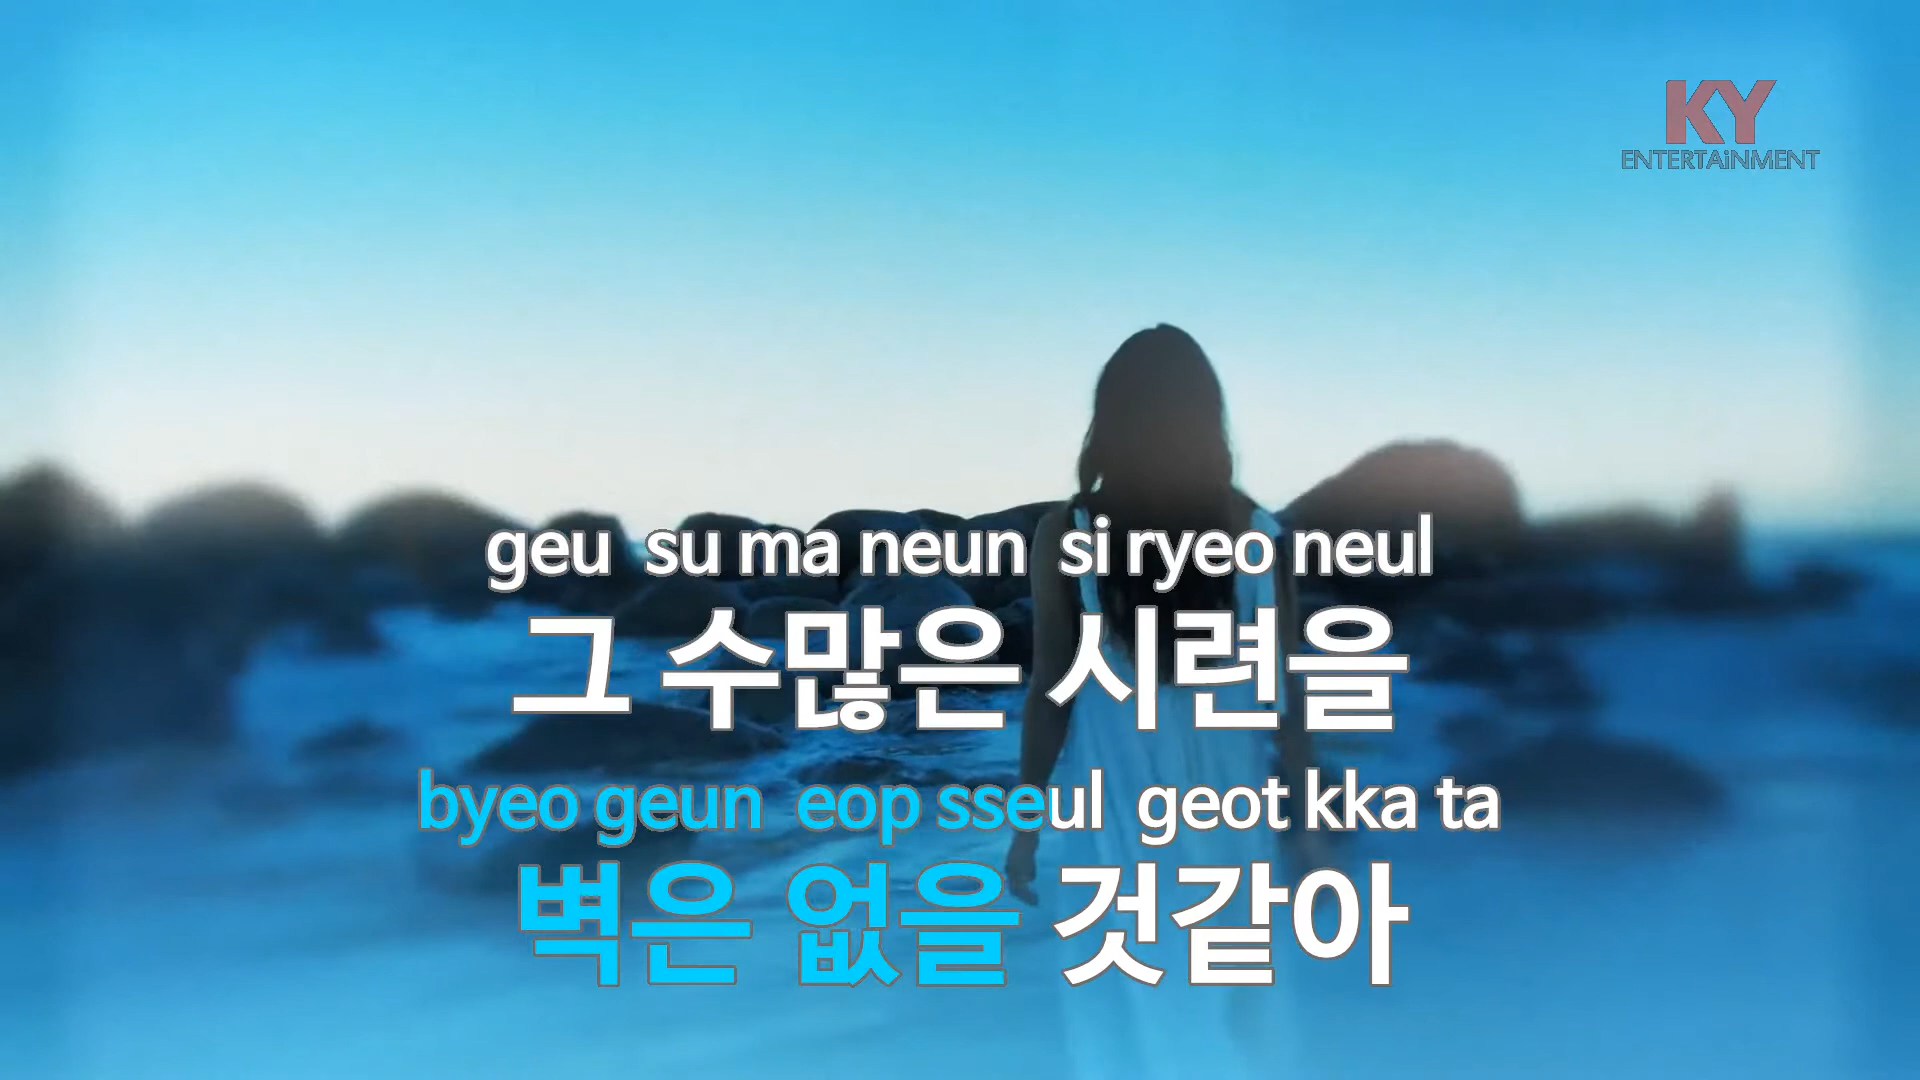 KY
ENTERTAiNMENT
geu su ma neun si ryeo neul
그 수많은 시련을
byeo geun eop sseul geot kka ta
벽은 없을 것같아